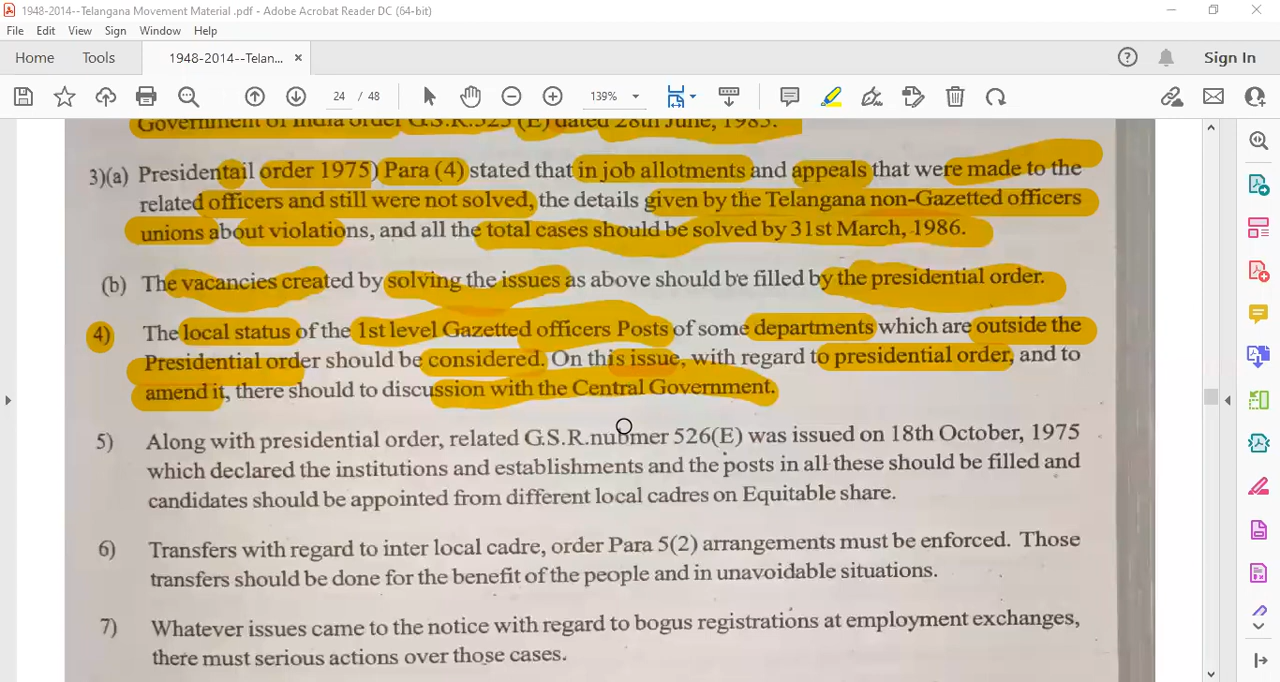 1948-2014--Telangana Movement Material .pdf - Adobe Acrobat Reader DC (64-bit)
File Edit View Sign Window Help
Home Tools 1948-2014--Telan... ×
Sign In
24 / 48 139%
Government of India order G.S.R.525 (E) dated 28th June, 1985.
3)(a) Presidentail order 1975) Para (4) stated that in job allotments and appeals that were made to the
related officers and still were not solved, the details given by the Telangana non-Gazetted officers
unions about violations, and all the total cases should be solved by 31st March, 1986.
(b) The vacancies created by solving the issues as above should be filled by the presidential order.
4) The local status of the 1st level Gazetted officers Posts of some departments which are outside the
Presidential order should be considered. On this issue, with regard to presidential order, and to
amend it, there should to discussion with the Central Government.
5) Along with presidential order, related G.S.R.nubmer 526(E) was issued on 18th October, 1975
which declared the institutions and establishments and the posts in all these should be filled and
candidates should be appointed from different local cadres on Equitable share.
6) Transfers with regard to inter local cadre, order Para 5(2) arrangements must be enforced. Those
transfers should be done for the benefit of the people and in unavoidable situations.
7) Whatever issues came to the notice with regard to bogus registrations at employment exchanges,
there must serious actions over those cases.